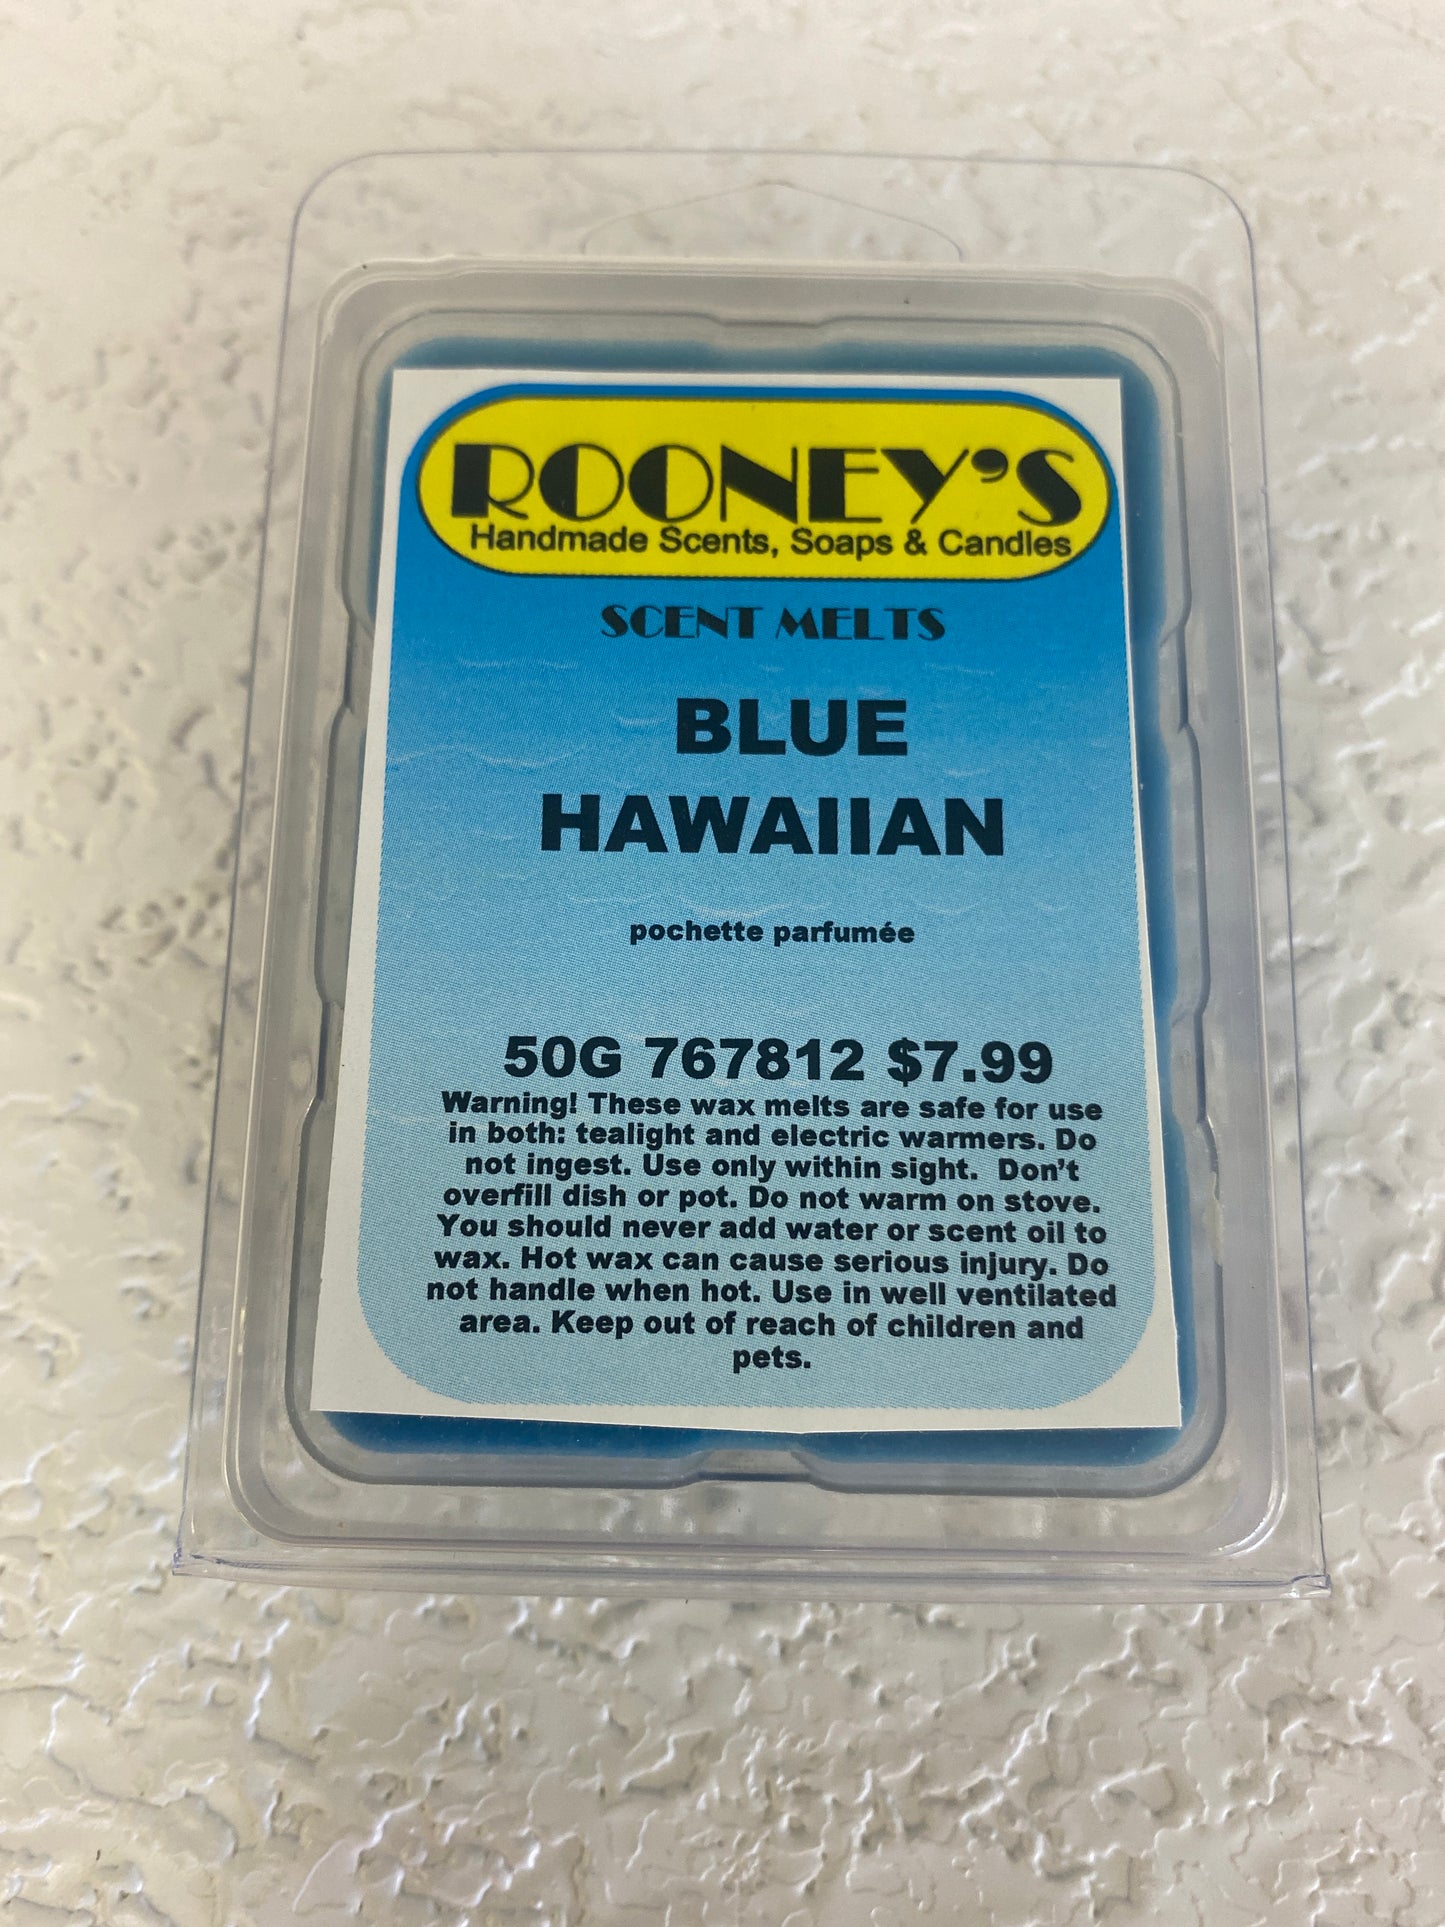 ROONEY'S
Handmade Scents, Soaps & Candles
SCENT MELTS
BLUE
HAWAIIAN
pochette parfumée
50G 767812 $7.99
Warning! These wax melts are safe for use
in both: tealight and electric warmers. Do
not ingest. Use only within sight. Don't
overfill dish or pot. Do not warm on stove.
You should never add water or scent oil to
wax. Hot wax can cause serious injury. Do
not handle when hot. Use in well ventilated
area. Keep out of reach of children and
pets.